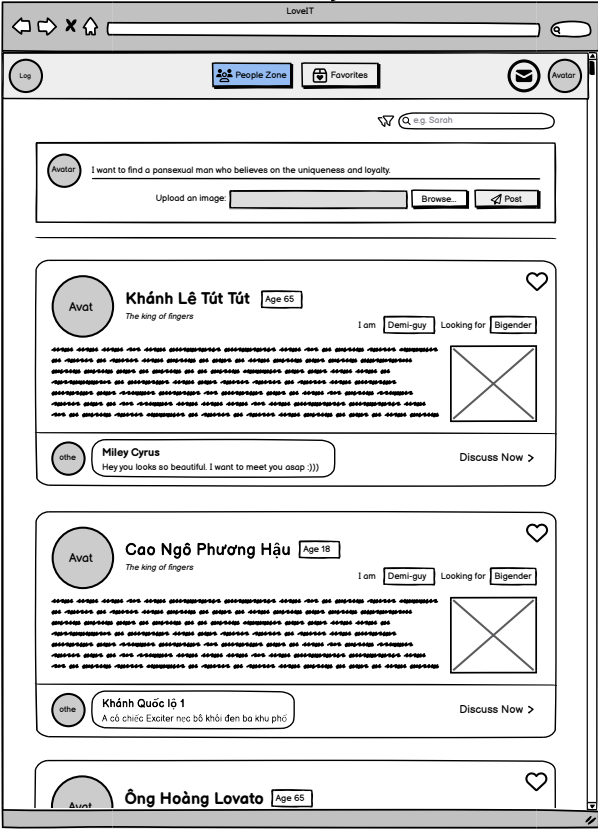 LoveIT
Log
People Zone
Favorites
Avatar
e.g. Sarah
Avatar
I want to find a pansexual man who believes on the uniqueness and loyalty.
Upload an image:
Browse...
Post
Avat
Khánh Lê Tút Tút
Age 65
The king of fingers
I am
Demi-guy
Looking for
Bigender
othe
Miley Cyrus
Hey you looks so beautiful. I want to meet you asap :)))
Discuss Now >
Avat
Cao Ngô Phương Hậu
Age 18
The king of fingers
I am
Demi-guy
Looking for
Bigender
othe
Khánh Quốc lộ 1
A có chiếc Exciter nẹc bô khói đen ba khu phố
Discuss Now >
Avat
Ông Hoàng Lovato
Age 65